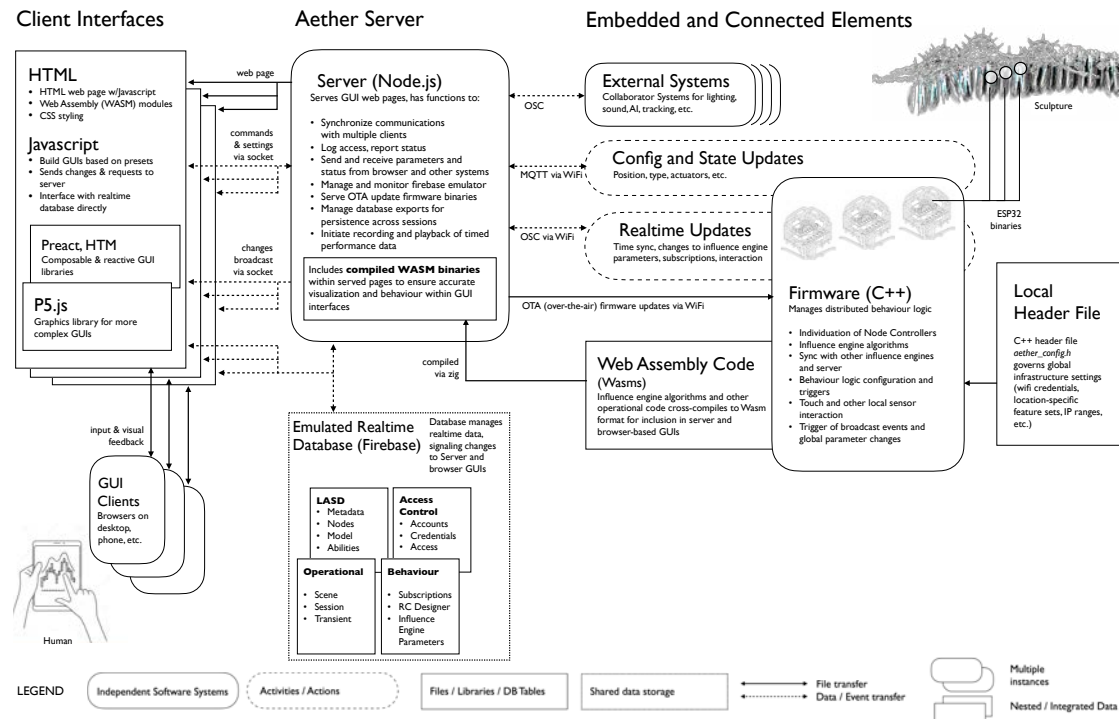 Client Interfaces
Aether Server
Embedded and Connected Elements
HTML
• HTML web page w/Javascript
• Web Assembly (WASM) modules
• CSS styling
Javascript
• Build GUIs based on presets
• Sends changes & requests to
server
• Interface with realtime
database directly
Preact, HTM
Composable & reactive GUI
libraries
P5.js
Graphics library for more
complex GUIs
web page
commands
& settings
via socket
changes
broadcast
via socket
input & visual
feedback
GUI
Clients
Browsers on
desktop,
phone, etc.
Human
Server (Node.js)
Serves GUI web pages, has functions to:
• Synchronize communications
with multiple clients
• Log access, report status
• Send and receive parameters and
status from browser and other systems
• Manage and monitor firebase emulator
• Serve OTA update firmware binaries
• Manage database exports for
persistence across sessions
• Initiate recording and playback of timed
performance data
Includes compiled WASM binaries
within served pages to ensure accurate
visualization and behaviour within GUI
interfaces
compiled
via zig
Emulated Realtime
Database (Firebase)
Database manages
realtime data,
signaling changes
to Server and
browser GUIs
LASD
• Metadata
• Nodes
• Model
• Abilities
Access
Control
• Accounts
• Credentials
• Access
Operational
• Scene
• Session
• Transient
Behaviour
• Subscriptions
• RC Designer
• Influence
Engine
Parameters
OSC
MQTT via WiFi
OSC via WiFi
OTA (over-the-air) firmware updates via WiFi
External Systems
Collaborator Systems for lighting,
sound, AI, tracking, etc.
Config and State Updates
Position, type, actuators, etc.
Realtime Updates
Time sync, changes to influence engine
parameters, subscriptions, interaction
Web Assembly Code
(Wasms)
Influence engine algorithms and other
operational code cross-compiles to Wasm
format for inclusion in server and
browser-based GUIs
Firmware (C++)
Manages distributed behaviour logic
• Individuation of Node Controllers
• Influence engine algorithms
• Sync with other influence engines
and server
• Behaviour logic configuration and
triggers
• Touch and other local sensor
interaction
• Trigger of broadcast events and
global parameter changes
Sculpture
ESP32
binaries
Local
Header File
C++ header file
aether_config.h
governs global
infrastructure settings
(wifi credentials,
location-specific
feature sets, IP ranges,
etc.)
LEGEND
Independent Software Systems
Activities / Actions
Files / Libraries / DB Tables
Shared data storage
File transfer
Data / Event transfer
Multiple
instances
Nested / Integrated Data